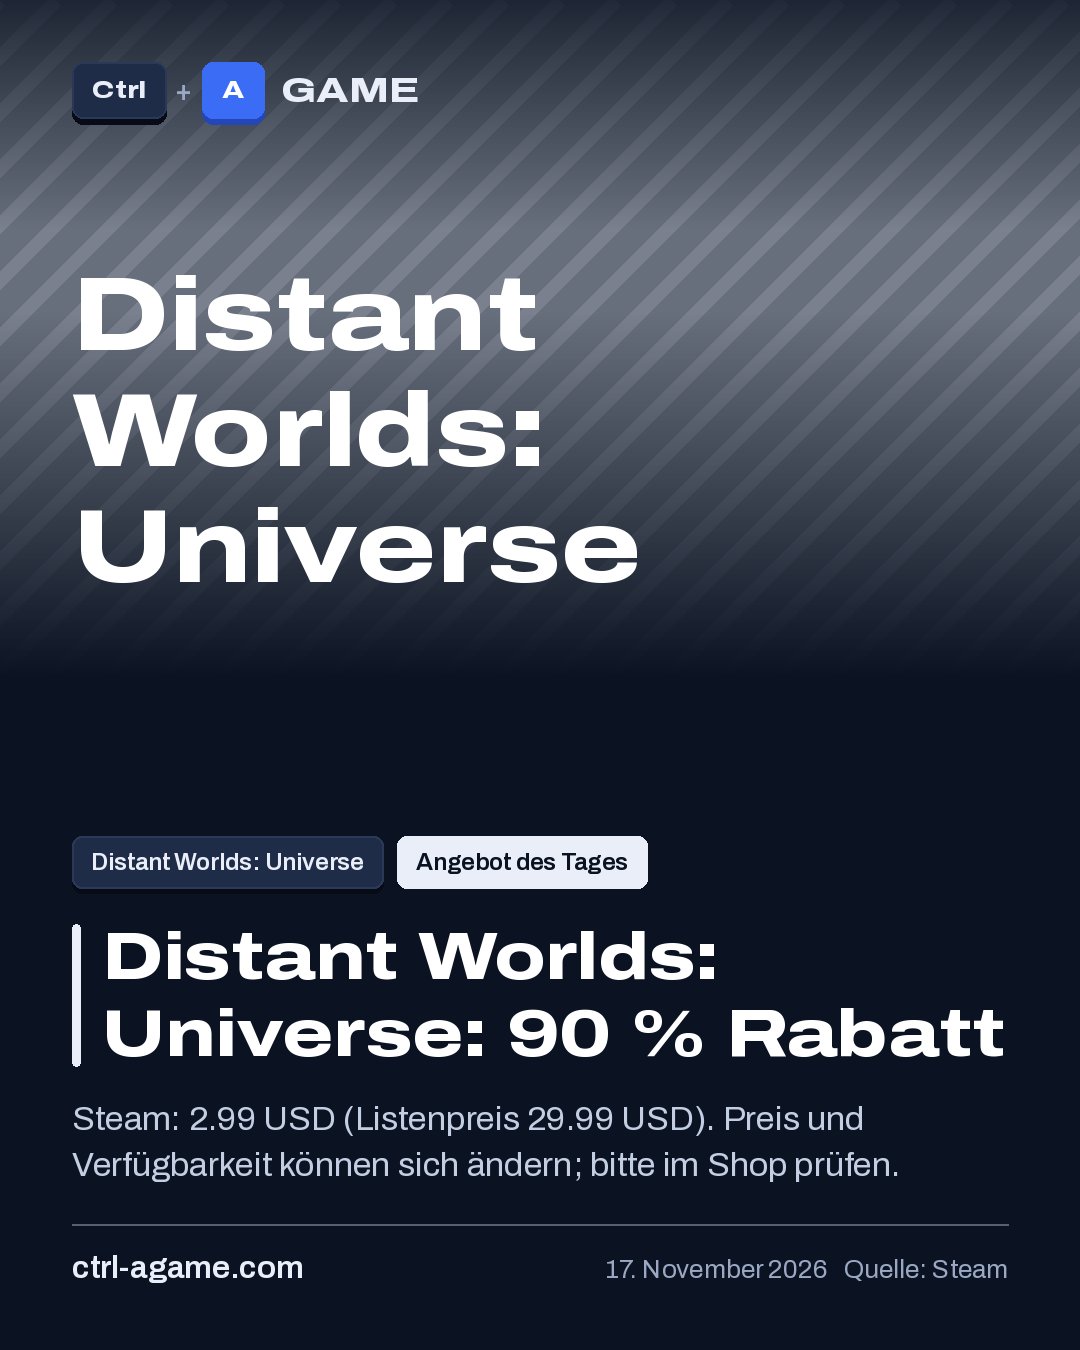 Ctrl + A GAME
Distant
Worlds:
Universe
Distant Worlds: Universe Angebot des Tages
Distant Worlds:
Universe: 90 % Rabatt
Steam: 2.99 USD (Listenpreis 29.99 USD). Preis und
Verfügbarkeit können sich ändern; bitte im Shop prüfen.
ctrl-agame.com 17. November 2026 Quelle: Steam